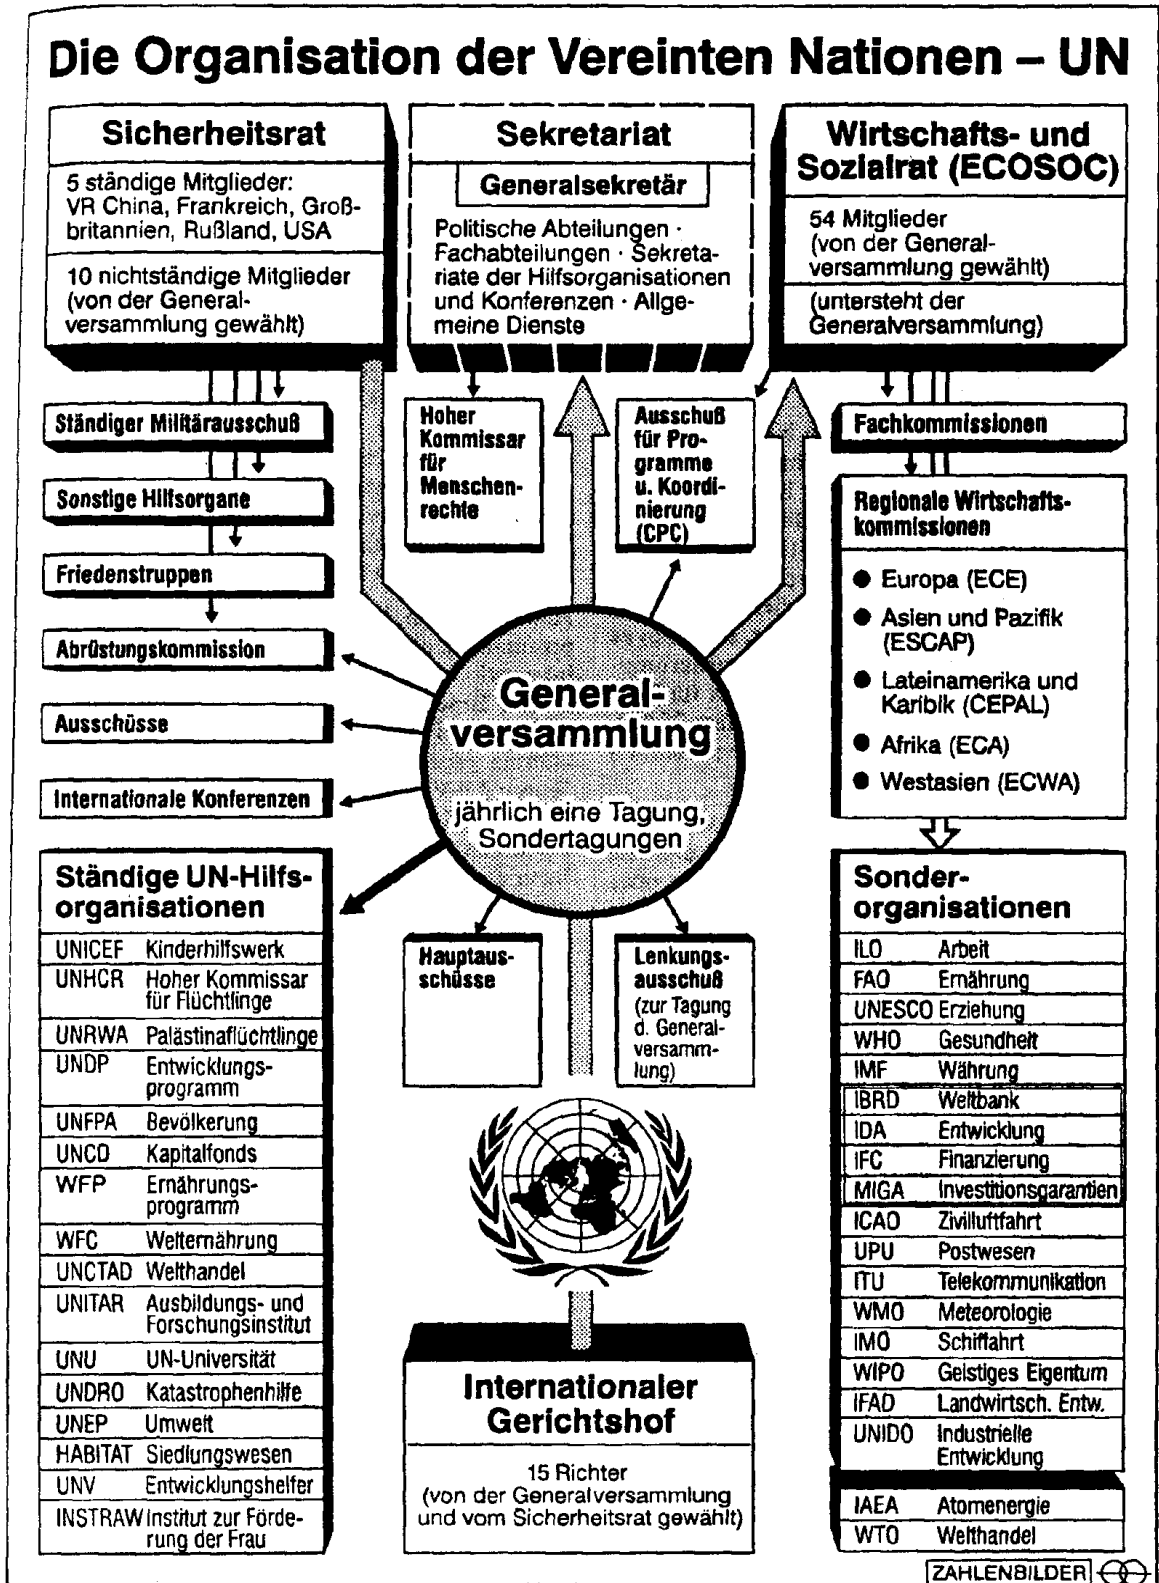 Die Organisation der Vereinten Nationen – UN
Sicherheitsrat
5 ständige Mitglieder:
VR China, Frankreich, Groß-
britannien, Rußland, USA
10 nichtständige Mitglieder
(von der General-
versammlung gewählt)
Sekretariat
Generalsekretär
Politische Abteilungen ·
Fachabteilungen · Sekreta-
riate der Hilfsorganisationen
und Konferenzen · Allge-
meine Dienste
Wirtschafts- und
Sozialrat (ECOSOC)
54 Mitglieder
(von der General-
versammlung gewählt)
(untersteht der
Generalversammlung)
Ständiger Militärausschuß
Sonstige Hilfsorgane
Friedenstruppen
Abrüstungskommission
Ausschüsse
Internationale Konferenzen
Hoher
Kommissar
für
Menschen-
rechte
Ausschuß
für Pro-
gramme
u. Koordi-
nierung
(CPC)
Fachkommissionen
Regionale Wirtschafts-
kommissionen
● Europa (ECE)
● Asien und Pazifik
(ESCAP)
● Lateinamerika und
Karibik (CEPAL)
● Afrika (ECA)
● Westasien (ECWA)
General-
versammlung
jährlich eine Tagung,
Sondertagungen
Ständige UN-Hilfs-
organisationen
UNICEF Kinderhilfswerk
UNHCR Hoher Kommissar
für Flüchtlinge
UNRWA Palästinaflüchtlinge
UNDP Entwicklungs-
programm
UNFPA Bevölkerung
UNCD Kapitalfonds
WFP Ernährungs-
programm
WFC Welternährung
UNCTAD Welthandel
UNITAR Ausbildungs- und
Forschungsinstitut
UNU UN-Universität
UNDRO Katastrophenhilfe
UNEP Umwelt
HABITAT Siedlungswesen
UNV Entwicklungshelfer
INSTRAW Institut zur Förde-
rung der Frau
Hauptaus-
schüsse
Lenkungs-
ausschuß
(zur Tagung
d. General-
versamm-
lung)
Internationaler
Gerichtshof
15 Richter
(von der Generalversammlung
und vom Sicherheitsrat gewählt)
Sonder-
organisationen
ILO Arbeit
FAO Ernährung
UNESCO Erziehung
WHO Gesundheit
IMF Währung
IBRD Weltbank
IDA Entwicklung
IFC Finanzierung
MIGA Investitionsgarantien
ICAO Zivilluftfahrt
UPU Postwesen
ITU Telekommunikation
WMO Meteorologie
IMO Schiffahrt
WIPO Geistiges Eigentum
IFAD Landwirtsch. Entw.
UNIDO Industrielle
Entwicklung
IAEA Atomenergie
WTO Welthandel
ZAHLENBILDER